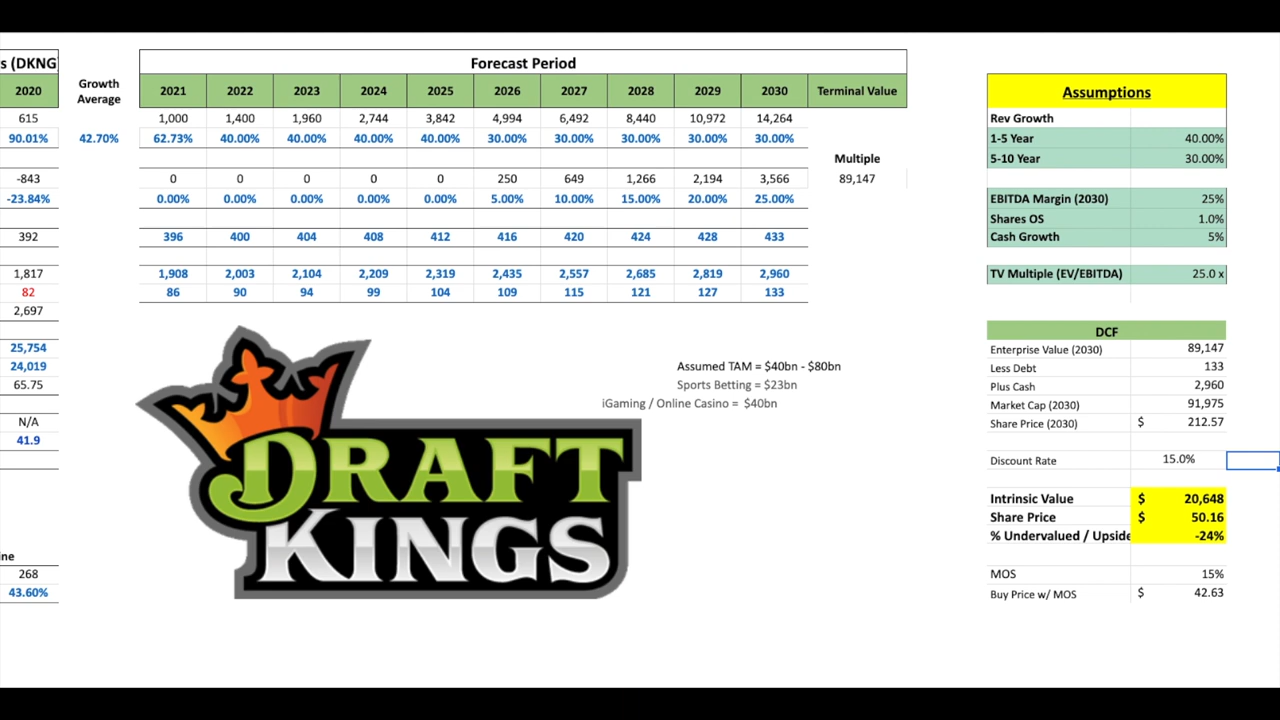 s (DKNG
Forecast Period
2020 Growth Average 2021 2022 2023 2024 2025 2026 2027 2028 2029 2030 Terminal Value
615 1,000 1,400 1,960 2,744 3,842 4,994 6,492 8,440 10,972 14,264
90.01% 42.70% 62.73% 40.00% 40.00% 40.00% 40.00% 30.00% 30.00% 30.00% 30.00% 30.00%
Multiple
-843 0 0 0 0 0 250 649 1,266 2,194 3,566 89,147
-23.84% 0.00% 0.00% 0.00% 0.00% 0.00% 5.00% 10.00% 15.00% 20.00% 25.00%
392 396 400 404 408 412 416 420 424 428 433
1,817 1,908 2,003 2,104 2,209 2,319 2,435 2,557 2,685 2,819 2,960
82 86 90 94 99 104 109 115 121 127 133
2,697
25,754
24,019
65.75
N/A
41.9
ine
268
43.60%
Assumed TAM = $40bn - $80bn
Sports Betting = $23bn
iGaming / Online Casino = $40bn
DRAFT
KINGS
Assumptions
Rev Growth
1-5 Year 40.00%
5-10 Year 30.00%
EBITDA Margin (2030) 25%
Shares OS 1.0%
Cash Growth 5%
TV Multiple (EV/EBITDA) 25.0 x
DCF
Enterprise Value (2030) 89,147
Less Debt 133
Plus Cash 2,960
Market Cap (2030) 91,975
Share Price (2030) $ 212.57
Discount Rate 15.0%
Intrinsic Value $ 20,648
Share Price $ 50.16
% Undervalued / Upside -24%
MOS 15%
Buy Price w/ MOS $ 42.63